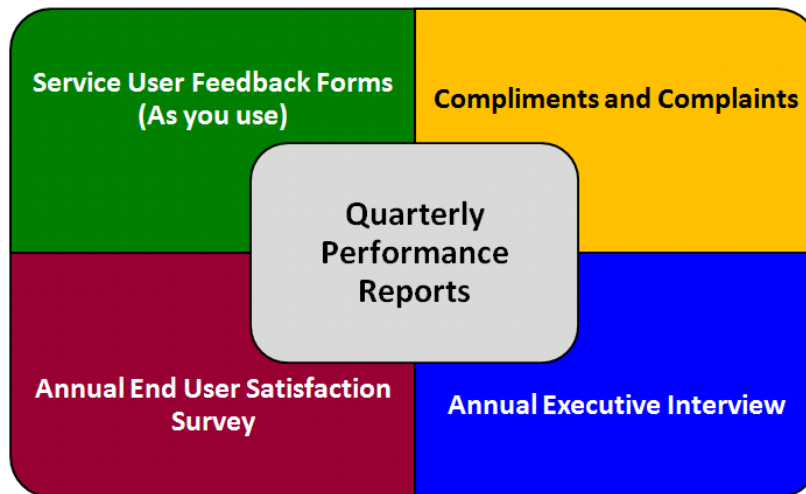 Service User Feedback Forms
(As you use)
Compliments and Complaints
Quarterly
Performance
Reports
Annual End User Satisfaction
Survey
Annual Executive Interview